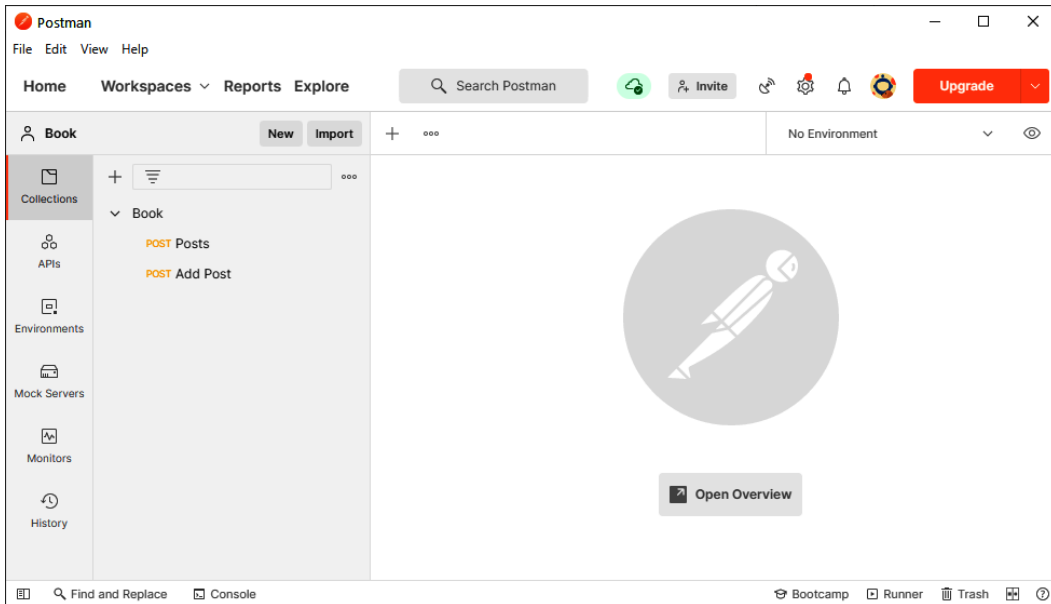 Postman
File Edit View Help
Home Workspaces Reports Explore Search Postman Invite Upgrade
Book New Import No Environment
Collections
Book
POST Posts
APIs
POST Add Post
Environments
Mock Servers
Monitors
Open Overview
History
Find and Replace Console Bootcamp Runner Trash